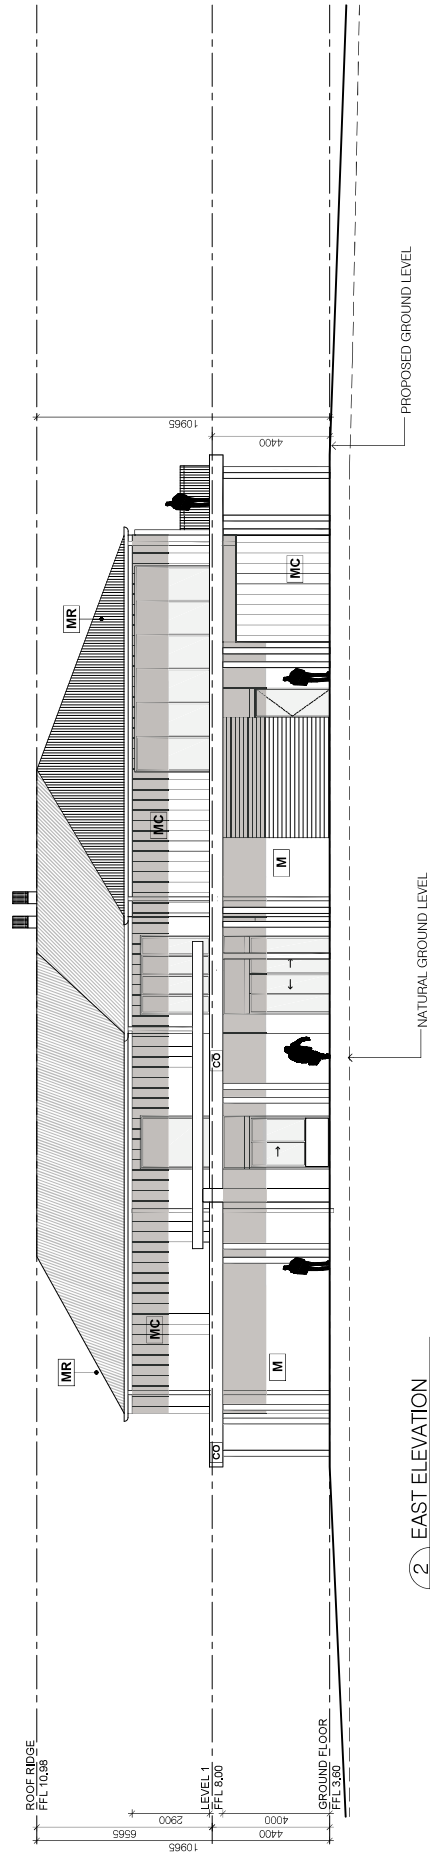 ROOF RIDGE
FFL 10.98
LEVEL 1
FFL 8.00
GROUND FLOOR
FFL 3.60
10965
6565
4400
2900
4000
MR
MR
MC
MC
MC
CO
CO
M
M
10965
4400
NATURAL GROUND LEVEL
PROPOSED GROUND LEVEL
2 EAST ELEVATION